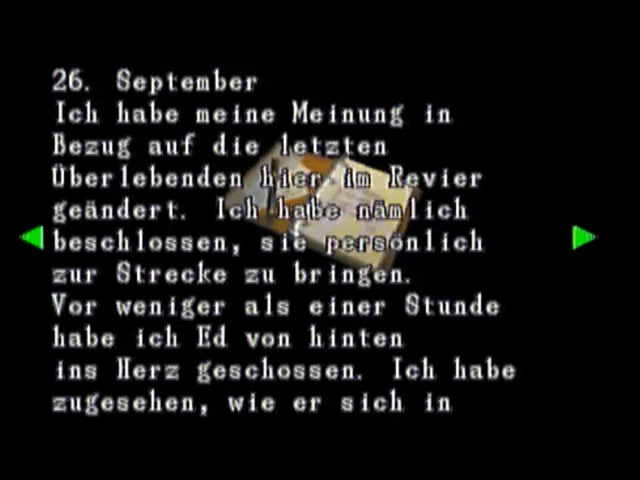 26. September
Ich habe meine Meinung in
Bezug auf die letzten
Überlebenden hier im Revier
geändert. Ich habe nämlich
beschlossen, sie persönlich
zur Strecke zu bringen.
Vor weniger als einer Stunde
habe ich Ed von hinten
ins Herz geschossen. Ich habe
zugesehen, wie er sich in